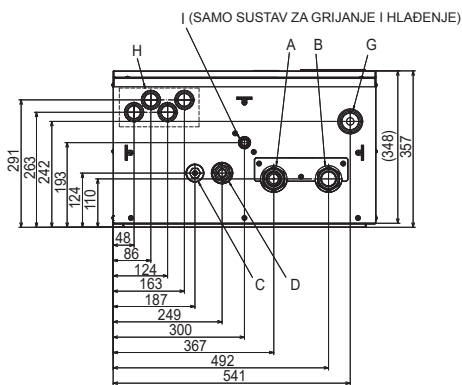 I (SAMO SUSTAV ZA GRIJANJE I HLAĐENJE)
H
A
B
G
291
263
242
193
124
110
(348)
357
48
86
124
163
187
249
300
367
492
541
C
D